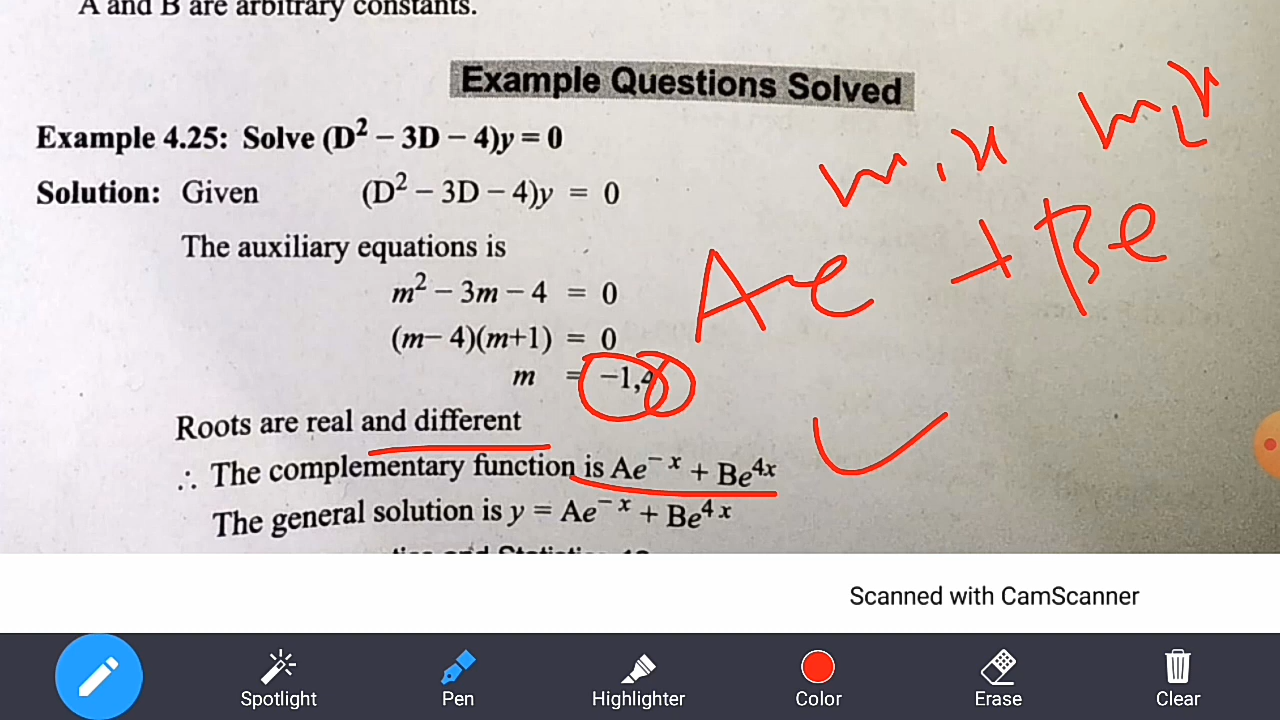 A and B are arbitrary constants.
Example Questions Solved
Example 4.25: Solve (D² – 3D – 4)y = 0
Solution: Given (D² – 3D – 4)y = 0
The auxiliary equations is
m² – 3m – 4 = 0
(m– 4)(m+1) = 0
m = –1,4
Roots are real and different
∴ The complementary function is Ae⁻ˣ + Be⁴ˣ
The general solution is y = Ae⁻ˣ + Be⁴ˣ
m₁x m₂x
Ae + Be
Scanned with CamScanner
Spotlight
Pen
Highlighter
Color
Erase
Clear